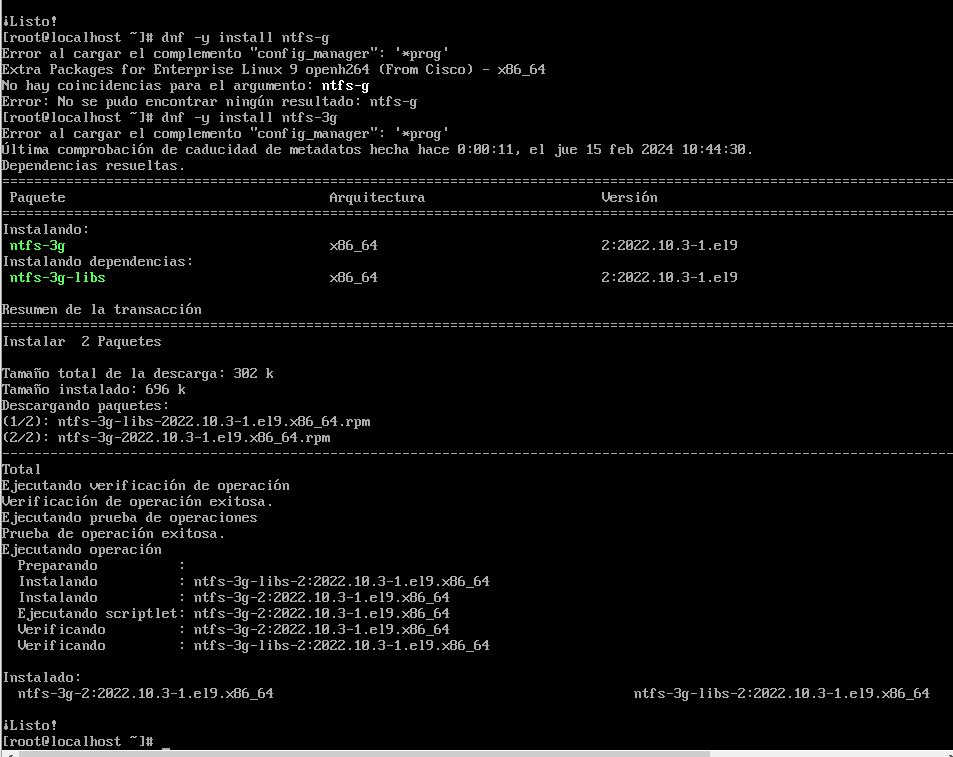 ¡Listo!
[root@localhost ~]# dnf -y install ntfs-g
Error al cargar el complemento "config_manager": '*prog'
Extra Packages for Enterprise Linux 9 openh264 (From Cisco) - x86_64
No hay coincidencias para el argumento: ntfs-g
Error: No se pudo encontrar ningún resultado: ntfs-g
[root@localhost ~]# dnf -y install ntfs-3g
Error al cargar el complemento "config_manager": '*prog'
Última comprobación de caducidad de metadatos hecha hace 0:00:11, el jue 15 feb 2024 10:44:30.
Dependencias resueltas.
Paquete Arquitectura Versión
Instalando:
ntfs-3g x86_64 2:2022.10.3-1.el9
Instalando dependencias:
ntfs-3g-libs x86_64 2:2022.10.3-1.el9
Resumen de la transacción
Instalar 2 Paquetes
Tamaño total de la descarga: 302 k
Tamaño instalado: 696 k
Descargando paquetes:
(1/2): ntfs-3g-libs-2022.10.3-1.el9.x86_64.rpm
(2/2): ntfs-3g-2022.10.3-1.el9.x86_64.rpm
Total
Ejecutando verificación de operación
Verificación de operación exitosa.
Ejecutando prueba de operaciones
Prueba de operación exitosa.
Ejecutando operación
Preparando :
Instalando : ntfs-3g-libs-2:2022.10.3-1.el9.x86_64
Instalando : ntfs-3g-2:2022.10.3-1.el9.x86_64
Ejecutando scriptlet: ntfs-3g-2:2022.10.3-1.el9.x86_64
Verificando : ntfs-3g-2:2022.10.3-1.el9.x86_64
Verificando : ntfs-3g-libs-2:2022.10.3-1.el9.x86_64
Instalado:
ntfs-3g-2:2022.10.3-1.el9.x86_64 ntfs-3g-libs-2:2022.10.3-1.el9.x86_64
¡Listo!
[root@localhost ~]# _